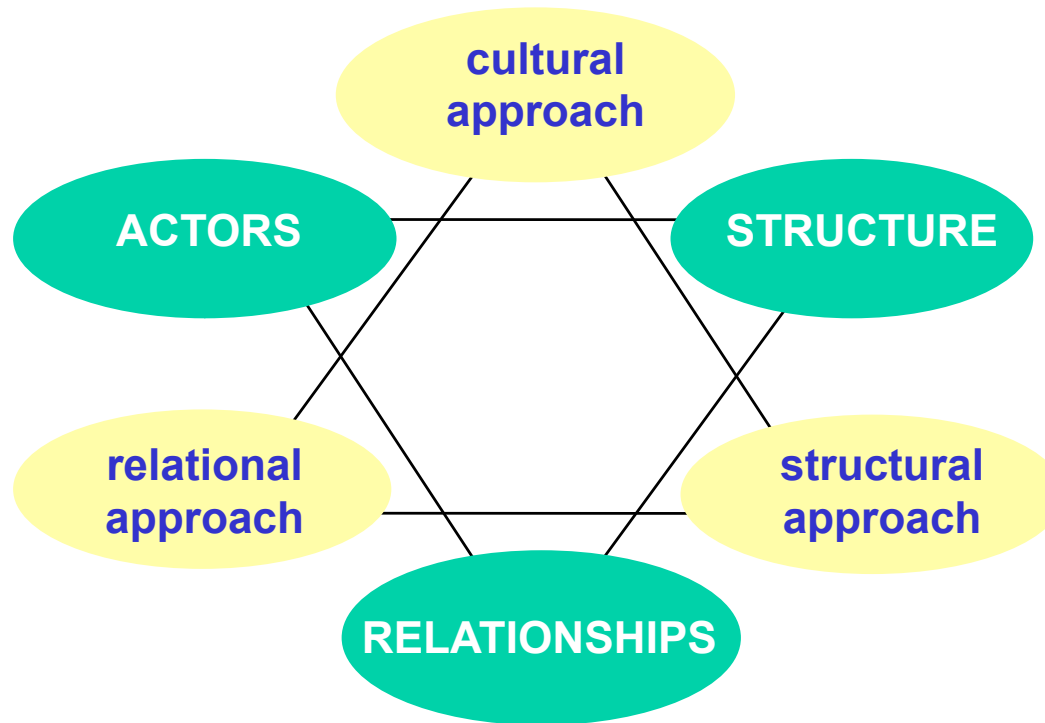 cultural
approach
ACTORS
STRUCTURE
relational
approach
structural
approach
RELATIONSHIPS